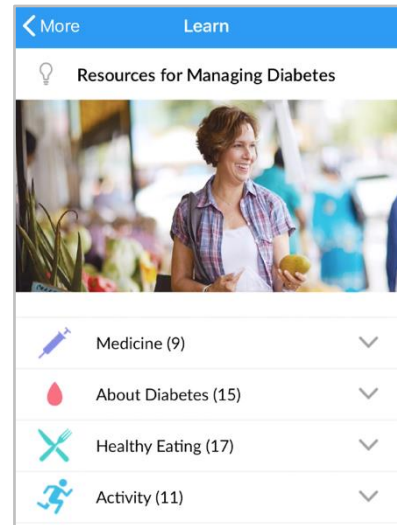 More Learn
Resources for Managing Diabetes
Medicine (9)
About Diabetes (15)
Healthy Eating (17)
Activity (11)